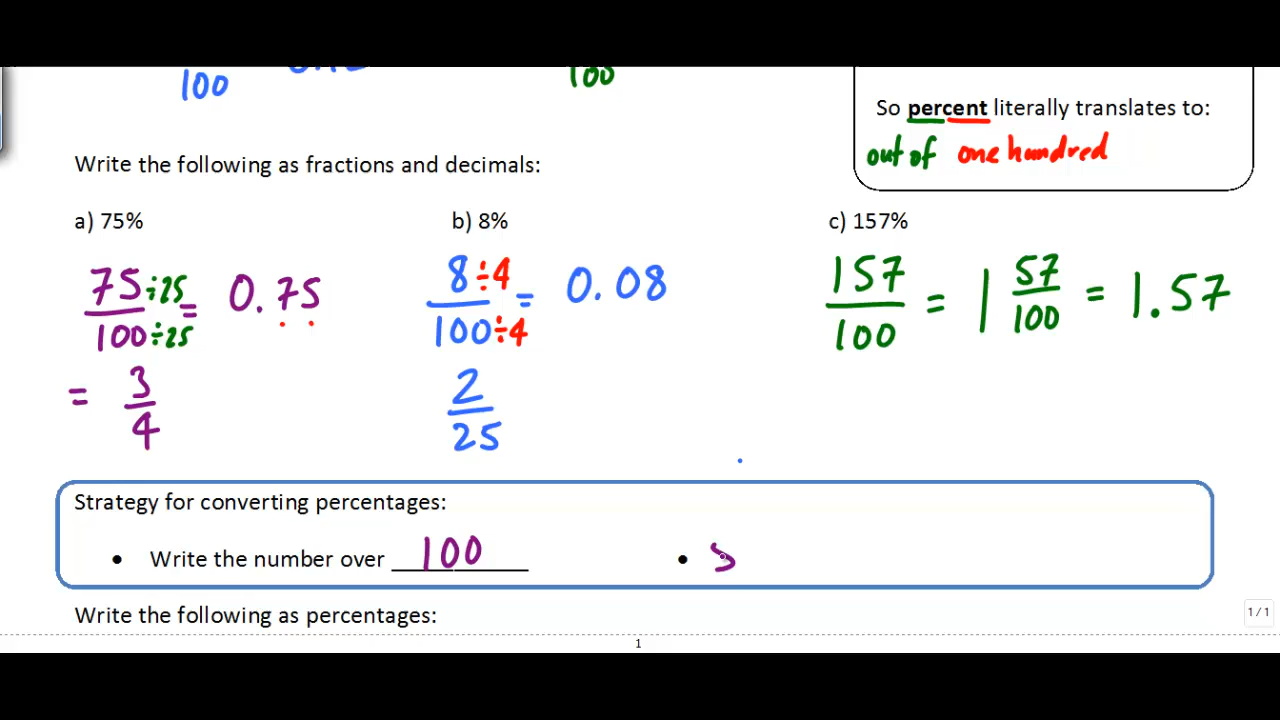 100
100
So percent literally translates to:
out of one hundred
Write the following as fractions and decimals:
a) 75%
b) 8%
c) 157%
75 ÷25 / 100 ÷25 = 0.75
= 3/4
8 ÷4 / 100 ÷4 = 0.08
2/25
157/100 = 1 57/100 = 1.57
Strategy for converting percentages:
• Write the number over 100
• S
Write the following as percentages:
1 / 1
1